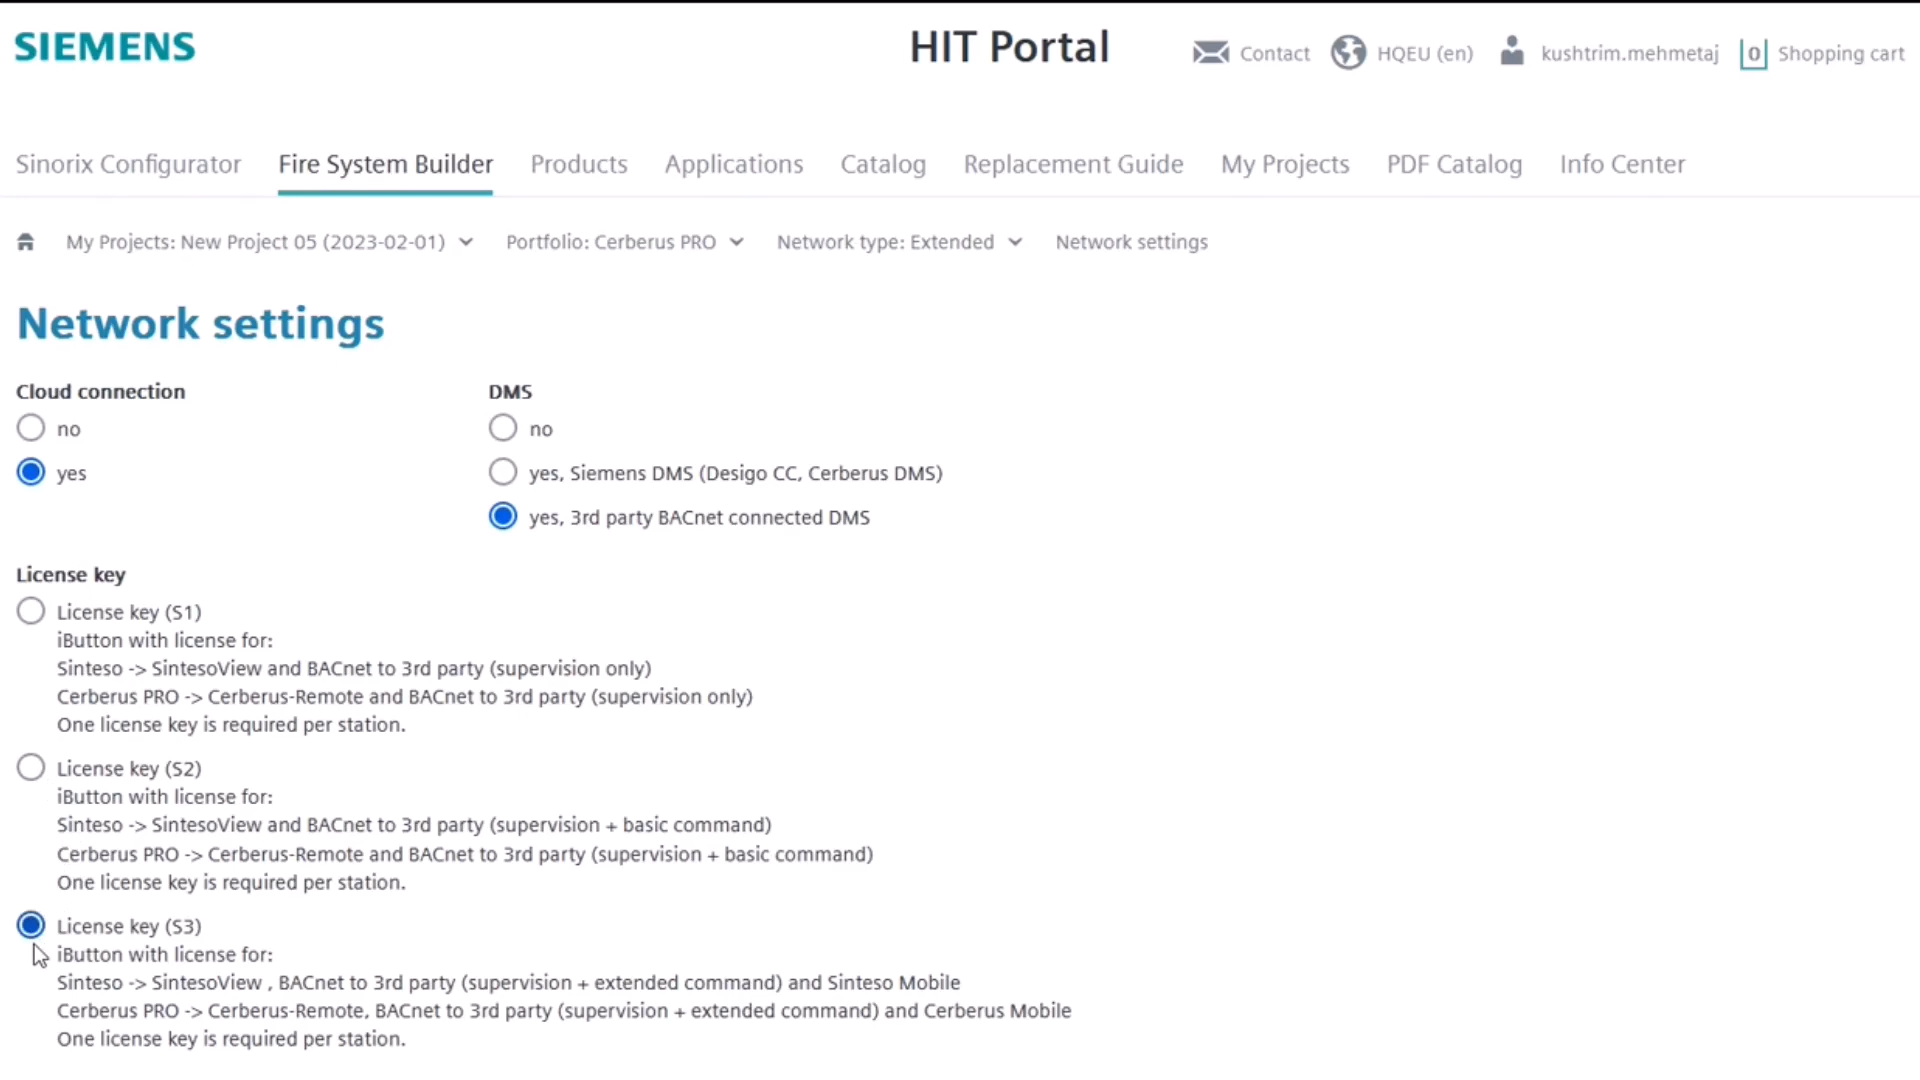 SIEMENS
HIT Portal
Contact
HQEU (en)
kushtrim.mehmetaj
0
Shopping cart
Sinorix Configurator
Fire System Builder
Products
Applications
Catalog
Replacement Guide
My Projects
PDF Catalog
Info Center
My Projects: New Project 05 (2023-02-01)
Portfolio: Cerberus PRO
Network type: Extended
Network settings
Network settings
Cloud connection
no
yes
DMS
no
yes, Siemens DMS (Desigo CC, Cerberus DMS)
yes, 3rd party BACnet connected DMS
License key
License key (S1)
iButton with license for:
Sinteso -> SintesoView and BACnet to 3rd party (supervision only)
Cerberus PRO -> Cerberus-Remote and BACnet to 3rd party (supervision only)
One license key is required per station.
License key (S2)
iButton with license for:
Sinteso -> SintesoView and BACnet to 3rd party (supervision + basic command)
Cerberus PRO -> Cerberus-Remote and BACnet to 3rd party (supervision + basic command)
One license key is required per station.
License key (S3)
iButton with license for:
Sinteso -> SintesoView , BACnet to 3rd party (supervision + extended command) and Sinteso Mobile
Cerberus PRO -> Cerberus-Remote, BACnet to 3rd party (supervision + extended command) and Cerberus Mobile
One license key is required per station.